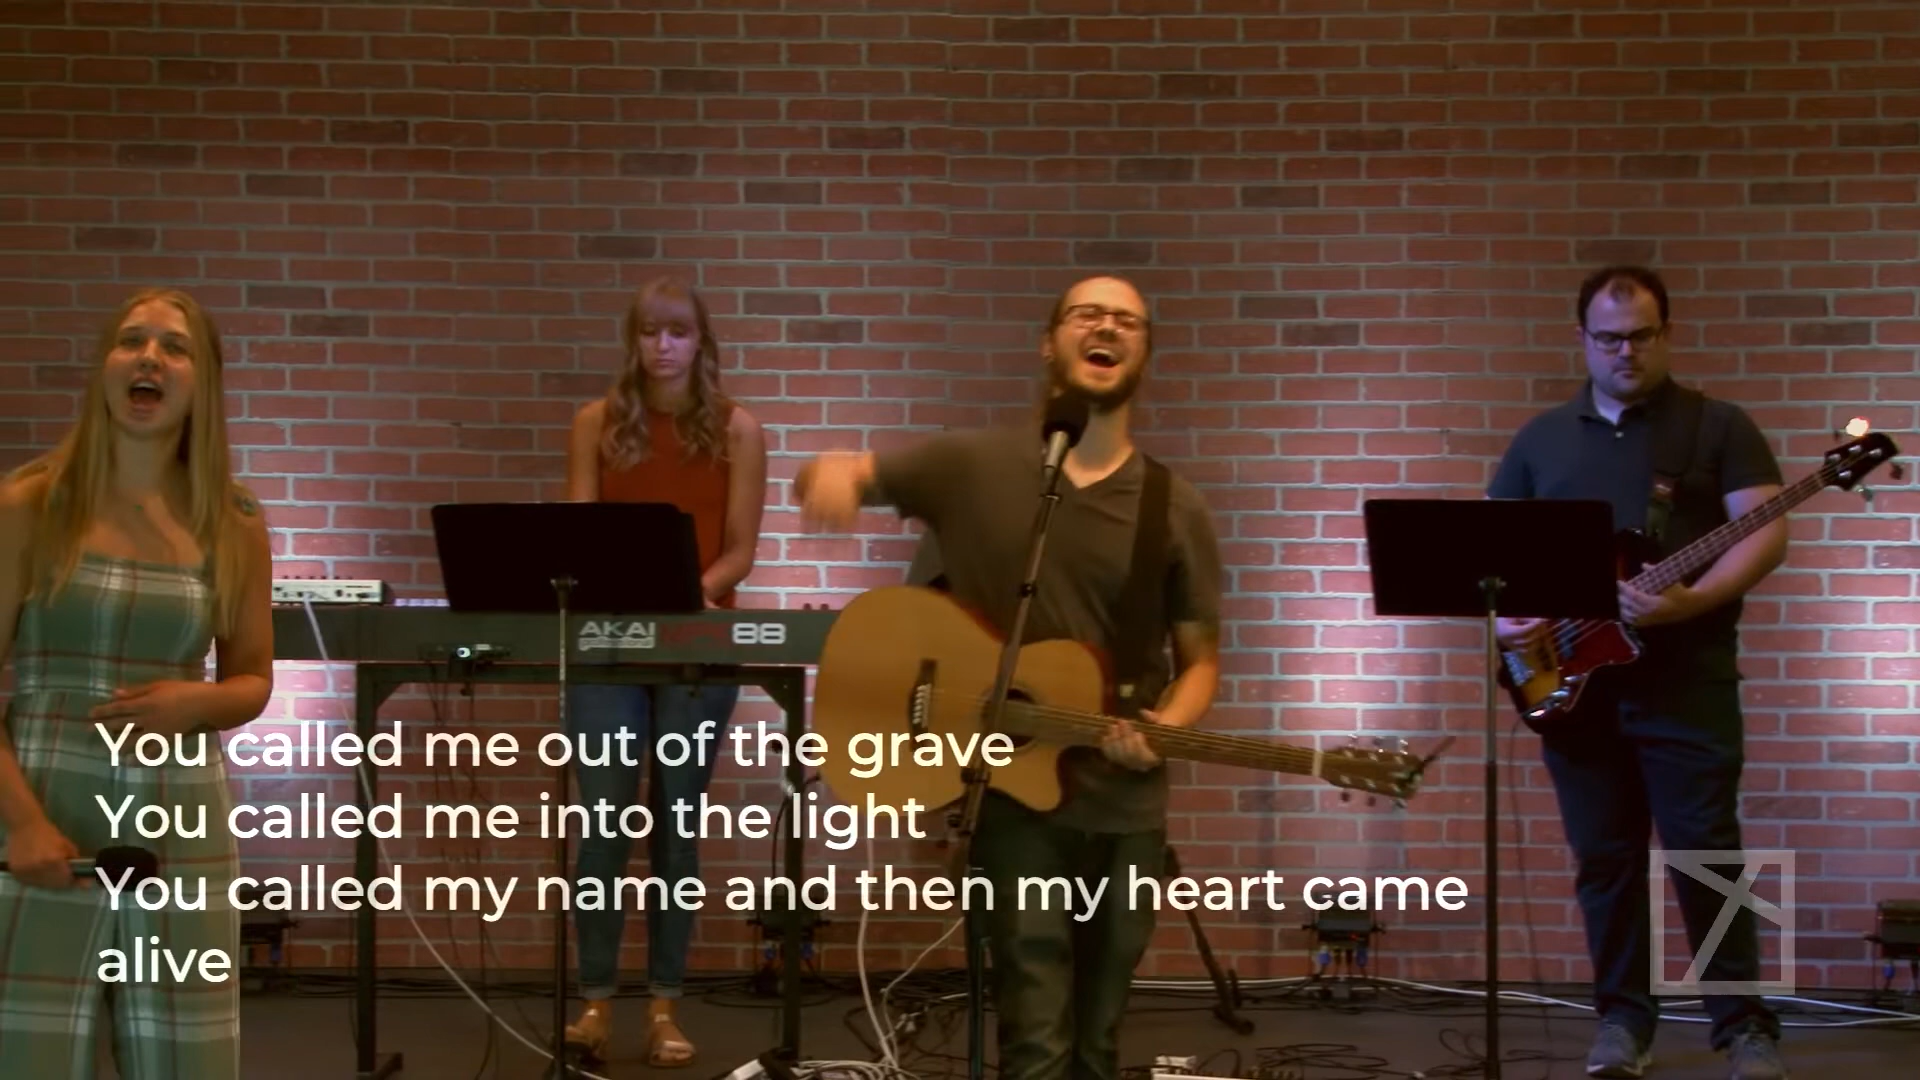 AKAI
88
You called me out of the grave
You called me into the light
You called my name and then my heart came
alive